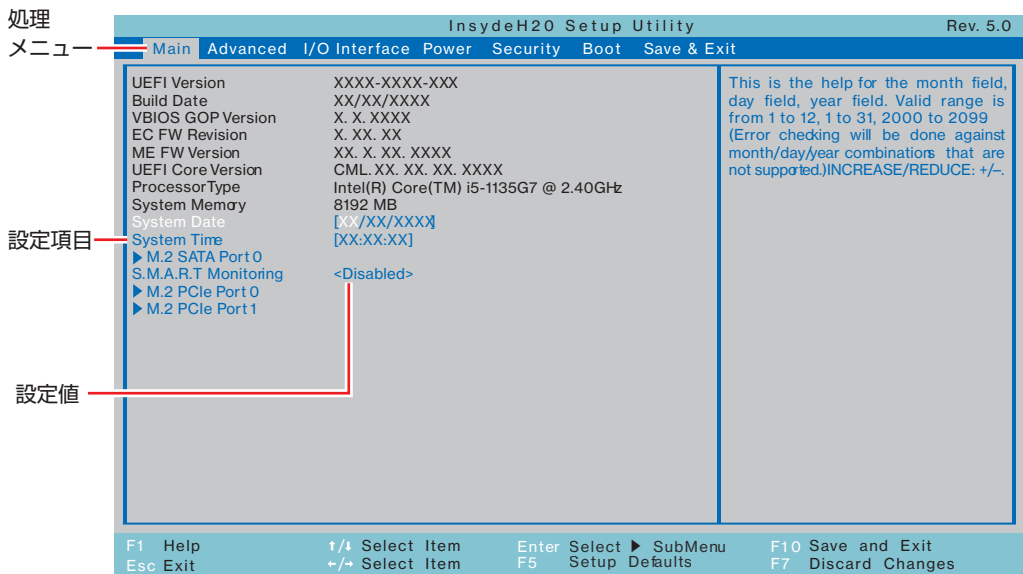 処理
メニュー
InsydeH20 Setup Utility Rev. 5.0
Main Advanced I/O Interface Power Security Boot Save & Exit
UEFI Version XXXX-XXXX-XXX
Build Date XX/XX/XXXX
VBIOS GOP Version X. X. XXXX
EC FW Revision X. XX. XX
ME FW Version XX. X. XX. XXXX
UEFI Core Version CML. XX. XX. XX. XXXX
ProcessorType Intel(R) Core(TM) i5-1135G7 @ 2.40GHz
System Memory 8192 MB
System Date [XX/XX/XXXX]
設定項目
System Time [XX:XX:XX]
▶ M.2 SATA Port 0
S.M.A.R.T Monitoring <Disabled>
▶ M.2 PCIe Port 0
▶ M.2 PCIe Port 1
設定値
This is the help for the month field,
day field, year field. Valid range is
from 1 to 12, 1 to 31, 2000 to 2099
(Error checking will be done against
month/day/year combinations that are
not supported.)INCREASE/REDUCE: +/–.
F1 Help ↑/↓ Select Item Enter Select ▶ SubMenu F10 Save and Exit
Esc Exit ←/→ Select Item F5 Setup Defaults F7 Discard Changes